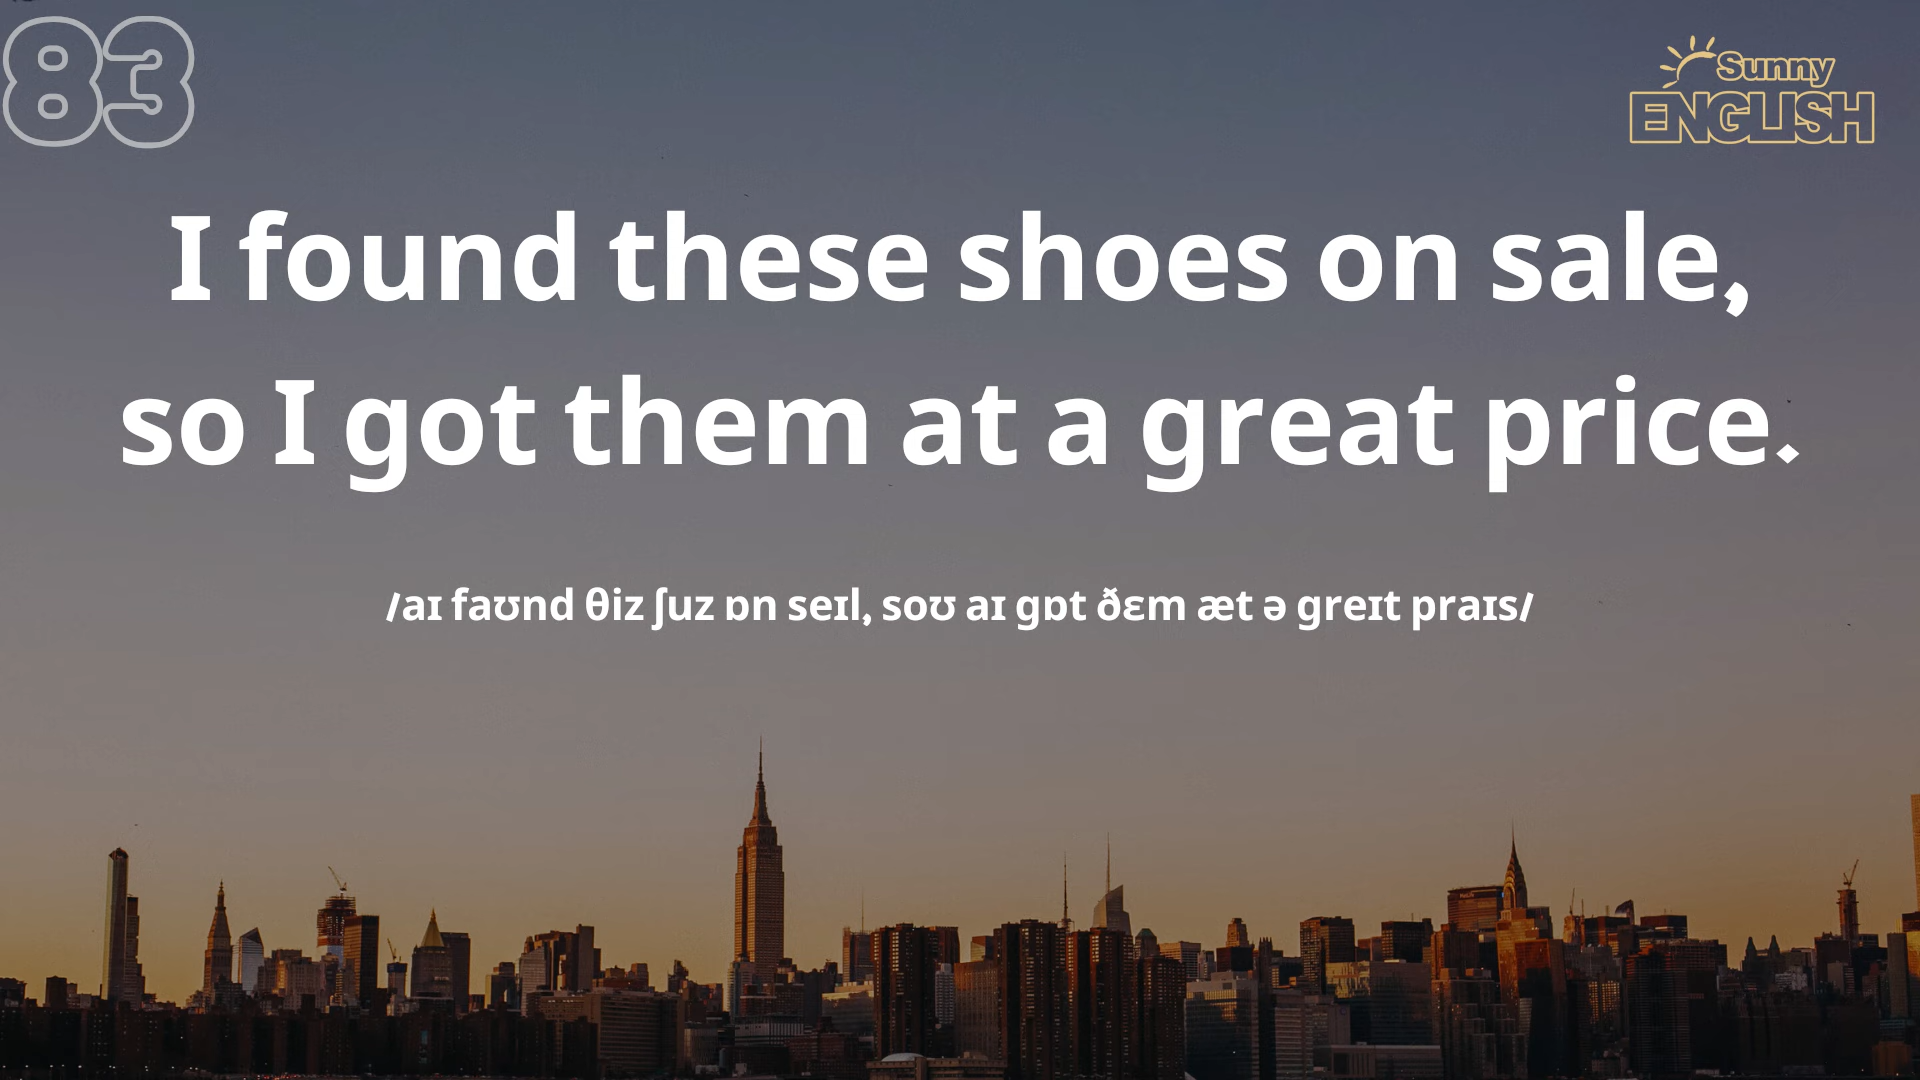 83
Sunny
ENGLISH
I found these shoes on sale,
so I got them at a great price.
/aɪ faʊnd θiz ʃuz ɒn seɪl, soʊ aɪ gɒt ðɛm æt ə greɪt praɪs/